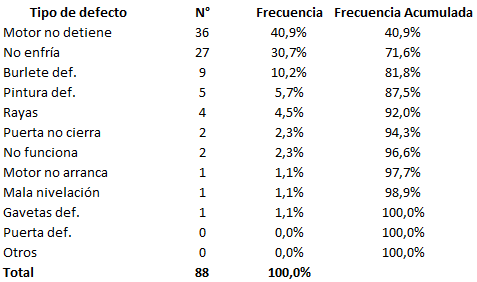 Tipo de defecto N° Frecuencia Frecuencia Acumulada
Motor no detiene 36 40,9% 40,9%
No enfría 27 30,7% 71,6%
Burlete def. 9 10,2% 81,8%
Pintura def. 5 5,7% 87,5%
Rayas 4 4,5% 92,0%
Puerta no cierra 2 2,3% 94,3%
No funciona 2 2,3% 96,6%
Motor no arranca 1 1,1% 97,7%
Mala nivelación 1 1,1% 98,9%
Gavetas def. 1 1,1% 100,0%
Puerta def. 0 0,0% 100,0%
Otros 0 0,0% 100,0%
Total 88 100,0%